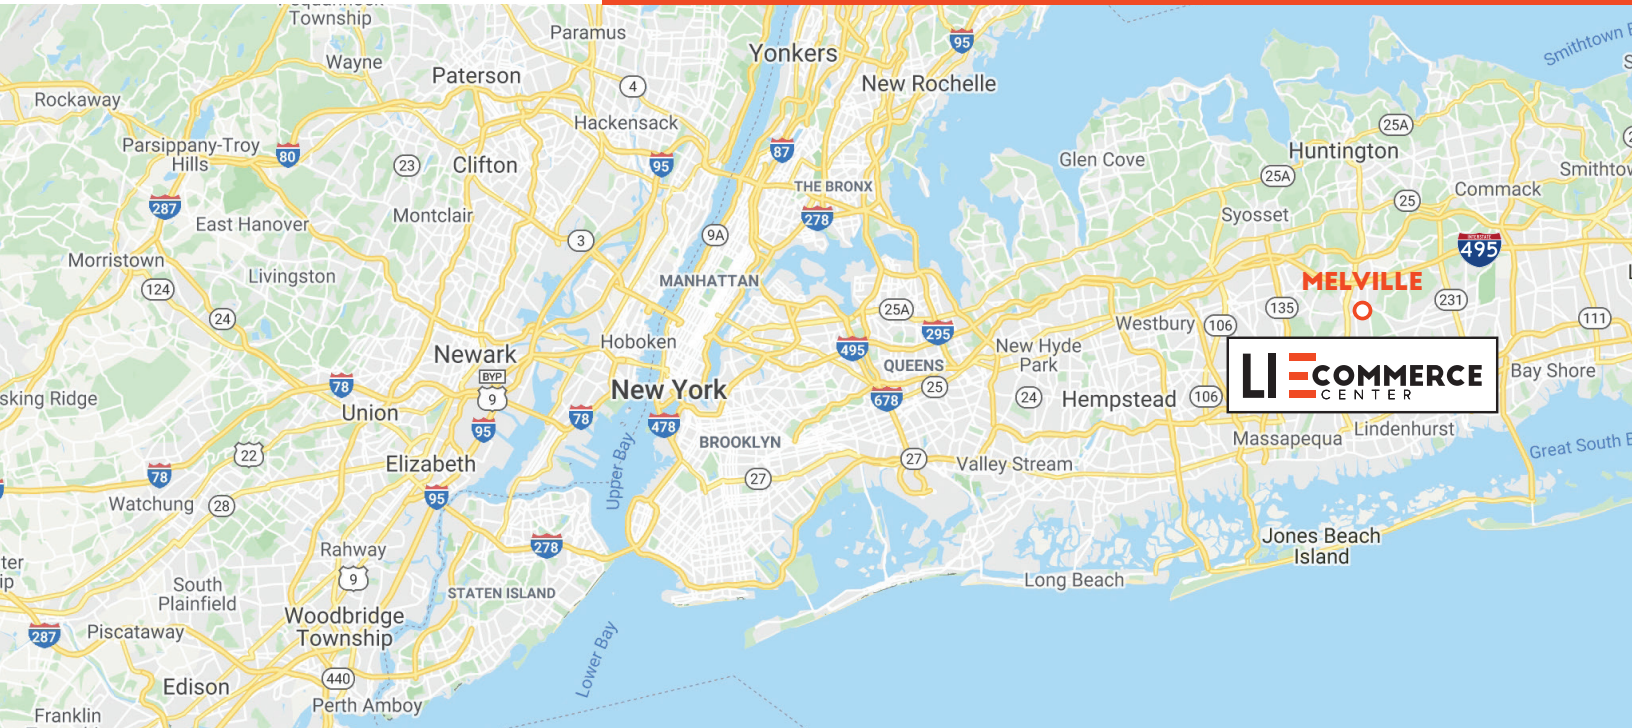 Township
Paramus
Yonkers
95
Smithtown
Wayne
Paterson
4
New Rochelle
Rockaway
Hackensack
25A
Parsippany-Troy
Hills
80
23
Clifton
95
87
Glen Cove
Huntington
25A
287
Montclair
THE BRONX
278
Syosset
25
Commack
East Hanover
3
9A
INTERSTATE
495
Morristown
Livingston
MANHATTAN
MELVILLE
124
24
25A
135
231
Hoboken
495
295
Westbury
106
111
Newark
QUEENS
New Hyde
Park
LI ECOMMERCE
CENTER
Bay Shore
BYP
9
78
New York
678
25
24
Hempstead
106
Union
95
78
478
BROOKLYN
Massapequa
Lindenhurst
22
Elizabeth
Upper Bay
27
27
Valley Stream
Great South
78
Watchung
28
95
Rahway
278
Jones Beach
Island
9
South
Plainfield
STATEN ISLAND
Long Beach
287
Piscataway
Woodbridge
Township
Lower Bay
440
Edison
Perth Amboy
Franklin